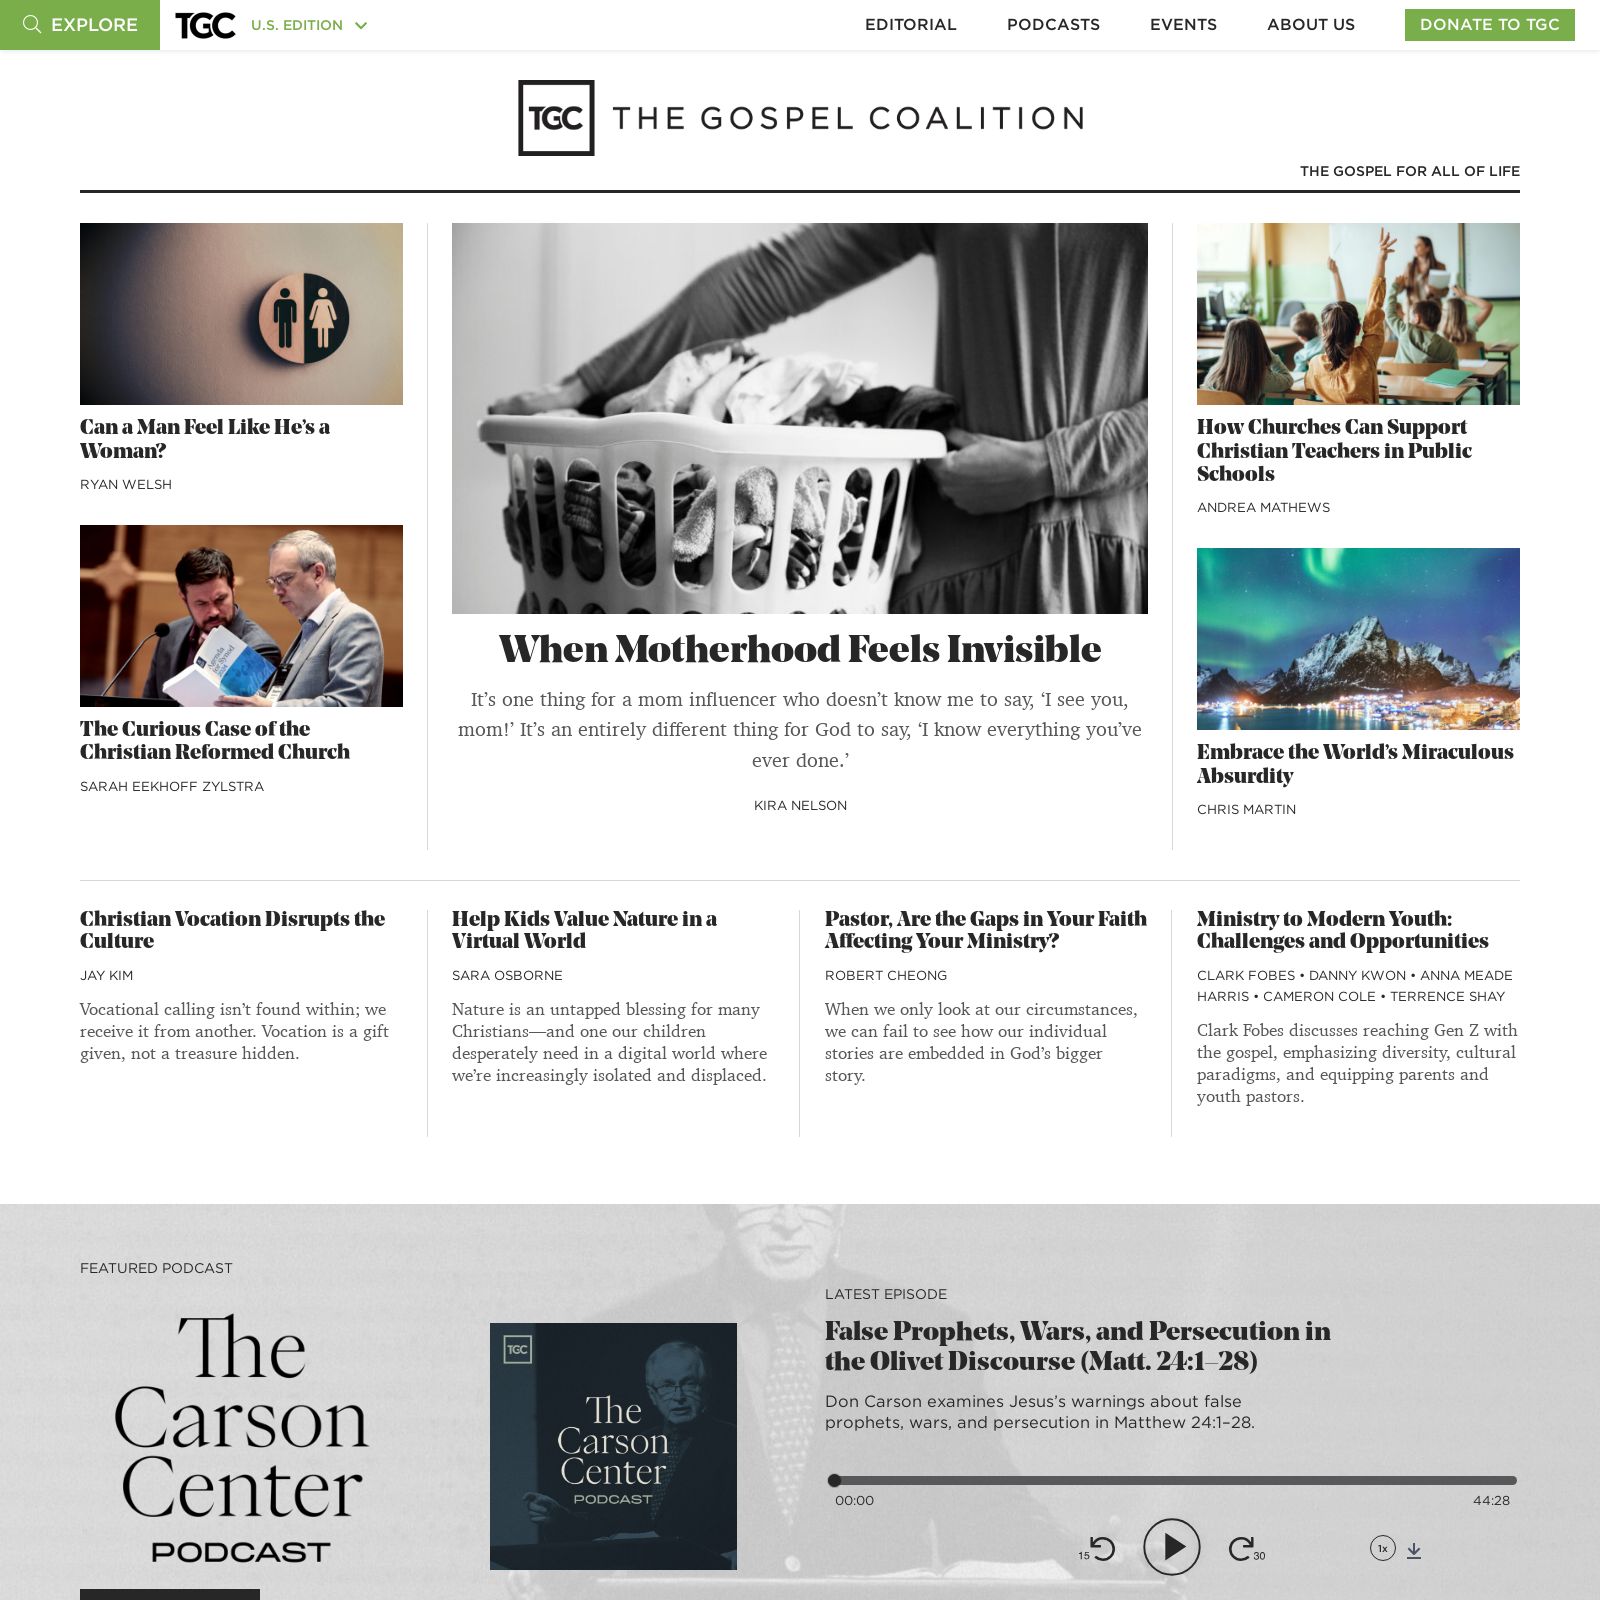 EXPLORE
TGC
U.S. EDITION
EDITORIAL
PODCASTS
EVENTS
ABOUT US
DONATE TO TGC
TGC
THE GOSPEL COALITION
THE GOSPEL FOR ALL OF LIFE
Can a Man Feel Like He’s a
Woman?
RYAN WELSH
Agenda
for Synod
The Curious Case of the
Christian Reformed Church
SARAH EEKHOFF ZYLSTRA
When Motherhood Feels Invisible
It’s one thing for a mom influencer who doesn’t know me to say, ‘I see you,
mom!’ It’s an entirely different thing for God to say, ‘I know everything you’ve
ever done.’
KIRA NELSON
How Churches Can Support
Christian Teachers in Public
Schools
ANDREA MATHEWS
Embrace the World’s Miraculous
Absurdity
CHRIS MARTIN
Christian Vocation Disrupts the
Culture
JAY KIM
Vocational calling isn’t found within; we
receive it from another. Vocation is a gift
given, not a treasure hidden.
Help Kids Value Nature in a
Virtual World
SARA OSBORNE
Nature is an untapped blessing for many
Christians—and one our children
desperately need in a digital world where
we’re increasingly isolated and displaced.
Pastor, Are the Gaps in Your Faith
Affecting Your Ministry?
ROBERT CHEONG
When we only look at our circumstances,
we can fail to see how our individual
stories are embedded in God’s bigger
story.
Ministry to Modern Youth:
Challenges and Opportunities
CLARK FOBES • DANNY KWON • ANNA MEADE
HARRIS • CAMERON COLE • TERRENCE SHAY
Clark Fobes discusses reaching Gen Z with
the gospel, emphasizing diversity, cultural
paradigms, and equipping parents and
youth pastors.
FEATURED PODCAST
The
Carson
Center
PODCAST
TGC
The
Carson
Center
PODCAST
LATEST EPISODE
False Prophets, Wars, and Persecution in
the Olivet Discourse (Matt. 24:1–28)
Don Carson examines Jesus’s warnings about false
prophets, wars, and persecution in Matthew 24:1–28.
00:00
44:28
15
30
1x